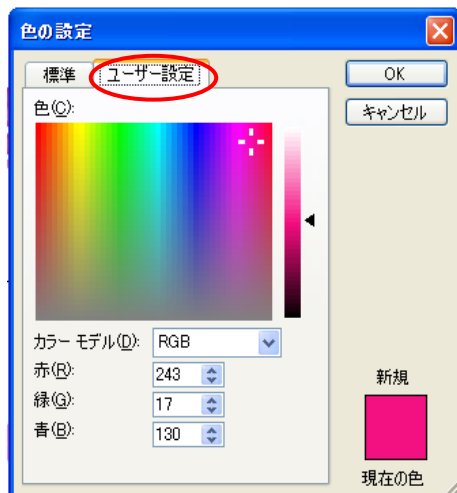 色の設定
標準 ユーザー設定 OK
色(C): キャンセル
カラー モデル(D): RGB
赤(R): 243
緑(G): 17
青(B): 130
新規
現在の色